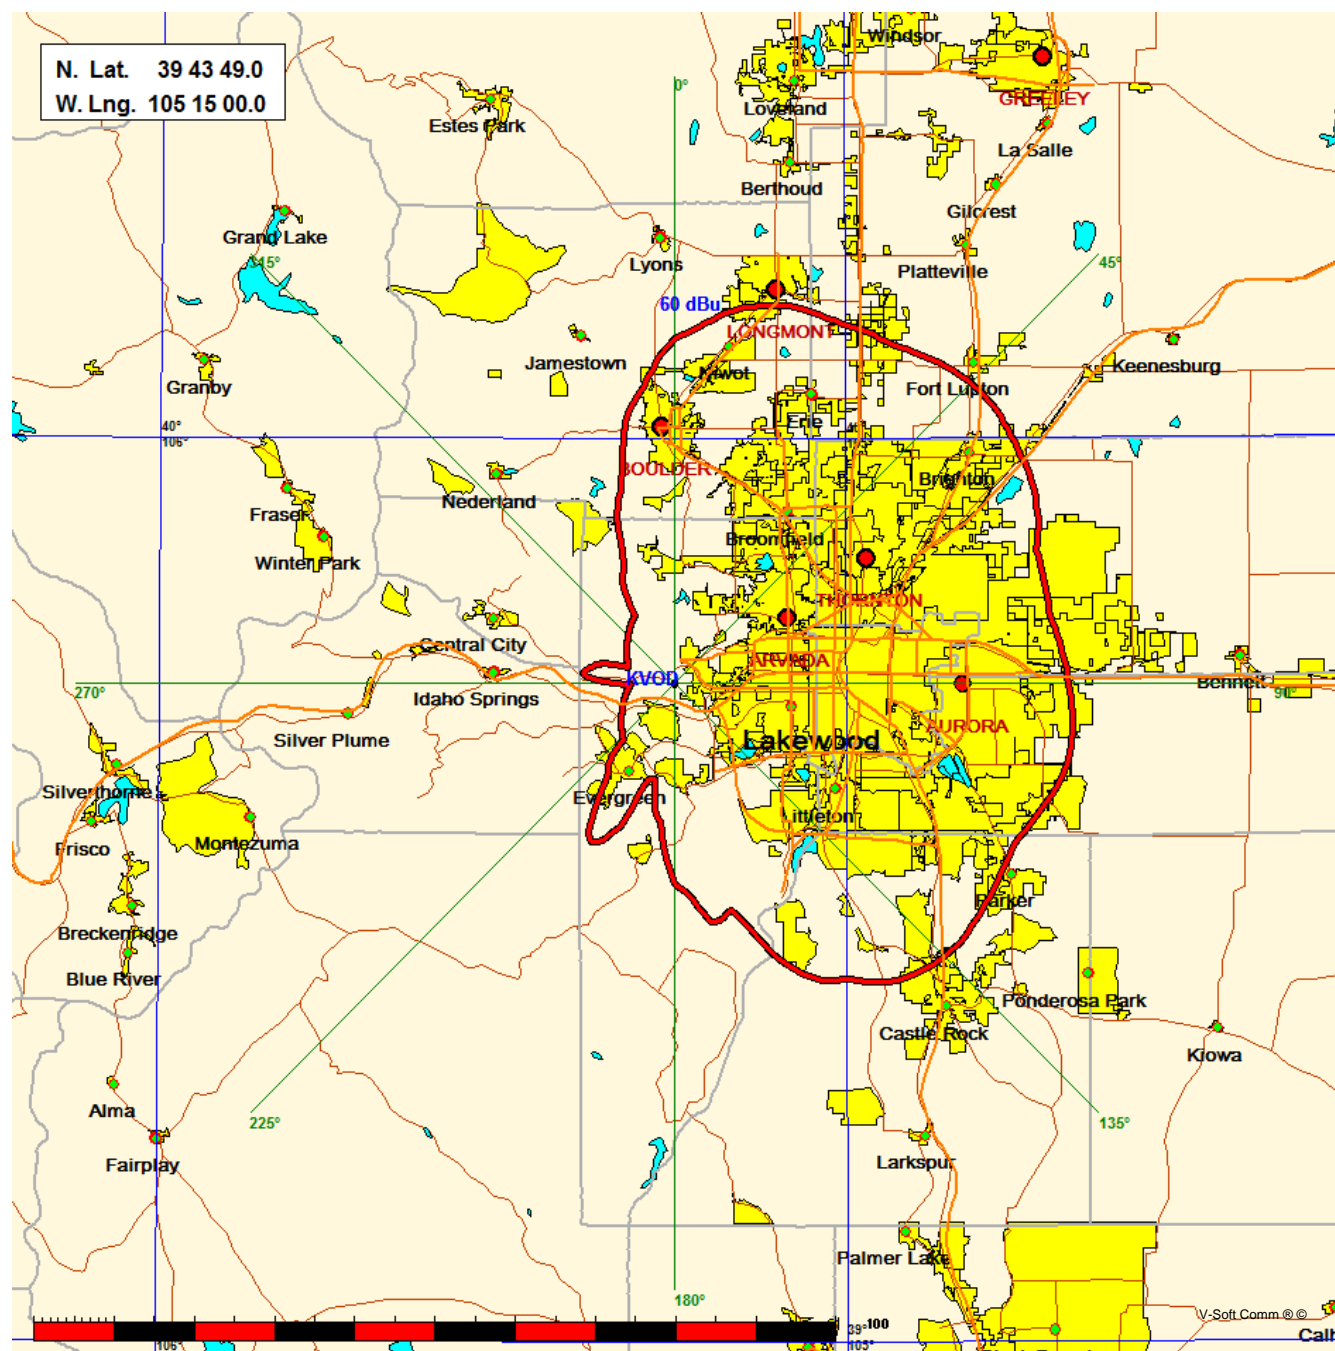 N. Lat. 39 43 49.0
W. Lng. 105 15 00.0
Windsor
0°
Loveland
GREELEY
Estes Park
La Salle
Berthoud
Gilcrest
Grand Lake
315°
Lyons
Platteville
45°
60 dBu
LONGMONT
Jamestown
Keenesburg
Niwot
Granby
Fort Lupton
Erie
40°
106°
BOULDER
Brighton
Nederland
Fraser
Broomfield
Winter Park
THORNTON
Central City
ARVADA
KVOD
Bennett
270°
Idaho Springs
90°
AURORA
Silver Plume
Lakewood
Silverthorne
Evergreen
Littleton
Frisco
Montezuma
Parker
Breckenridge
Blue River
Ponderosa Park
Castle Rock
Kiowa
Alma
225°
135°
Fairplay
Larkspur
Palmer Lake
180°
V-Soft Comm.® ©
100
39°
105°
106°
Calh